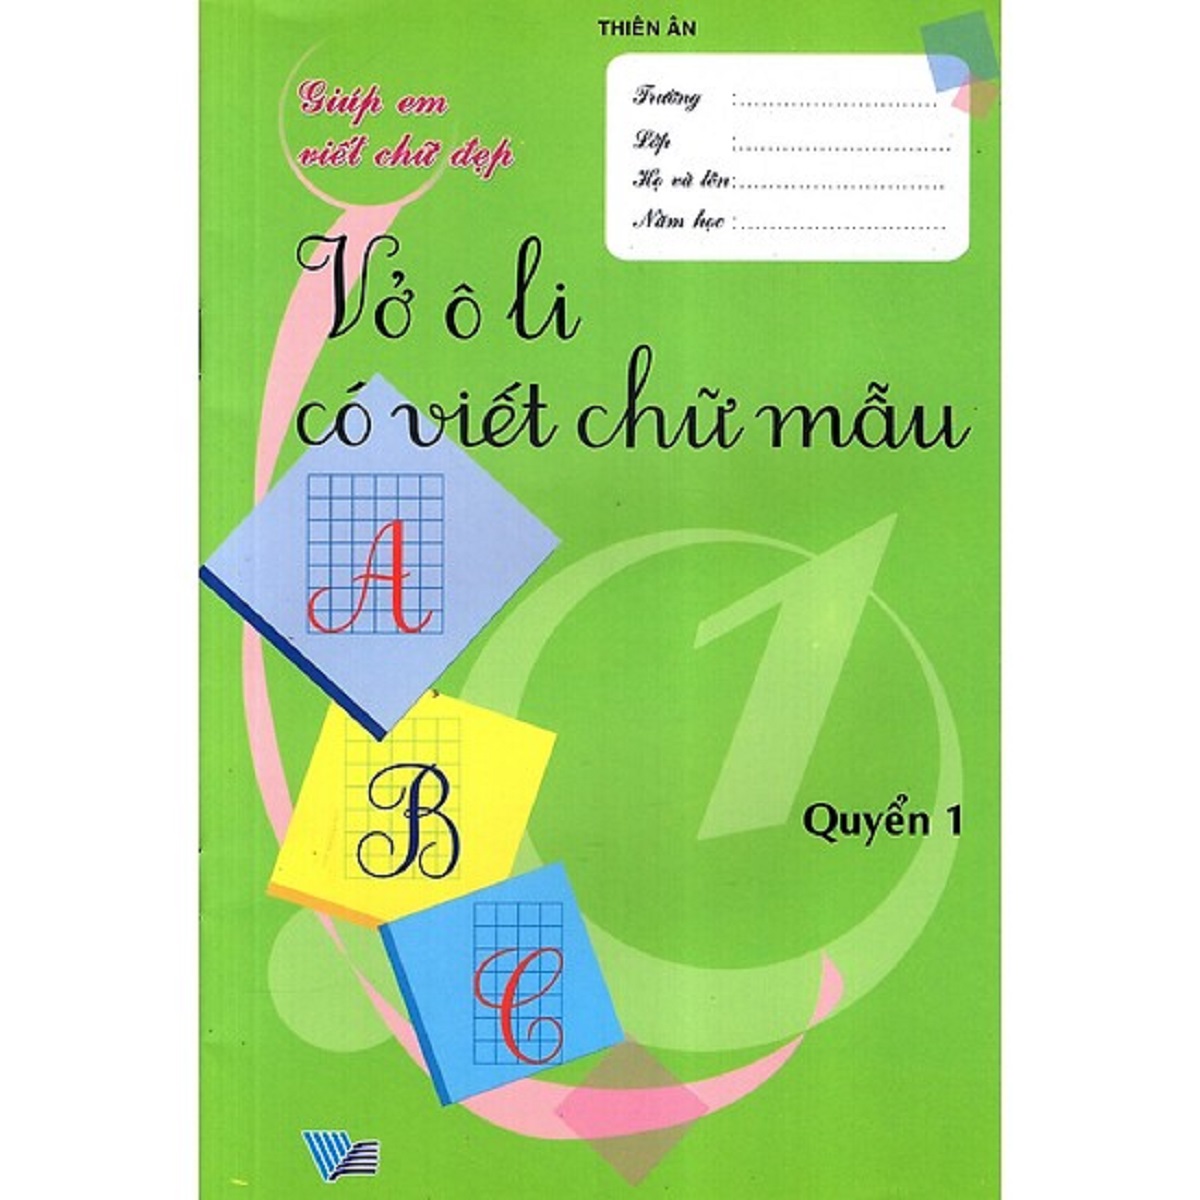 THIÊN ÂN
Giúp em
viết chữ đẹp
Trường :
Lớp :
Họ và tên:
Năm học :
Vở ô li
có viết chữ mẫu
A
1
B
Quyển 1
C